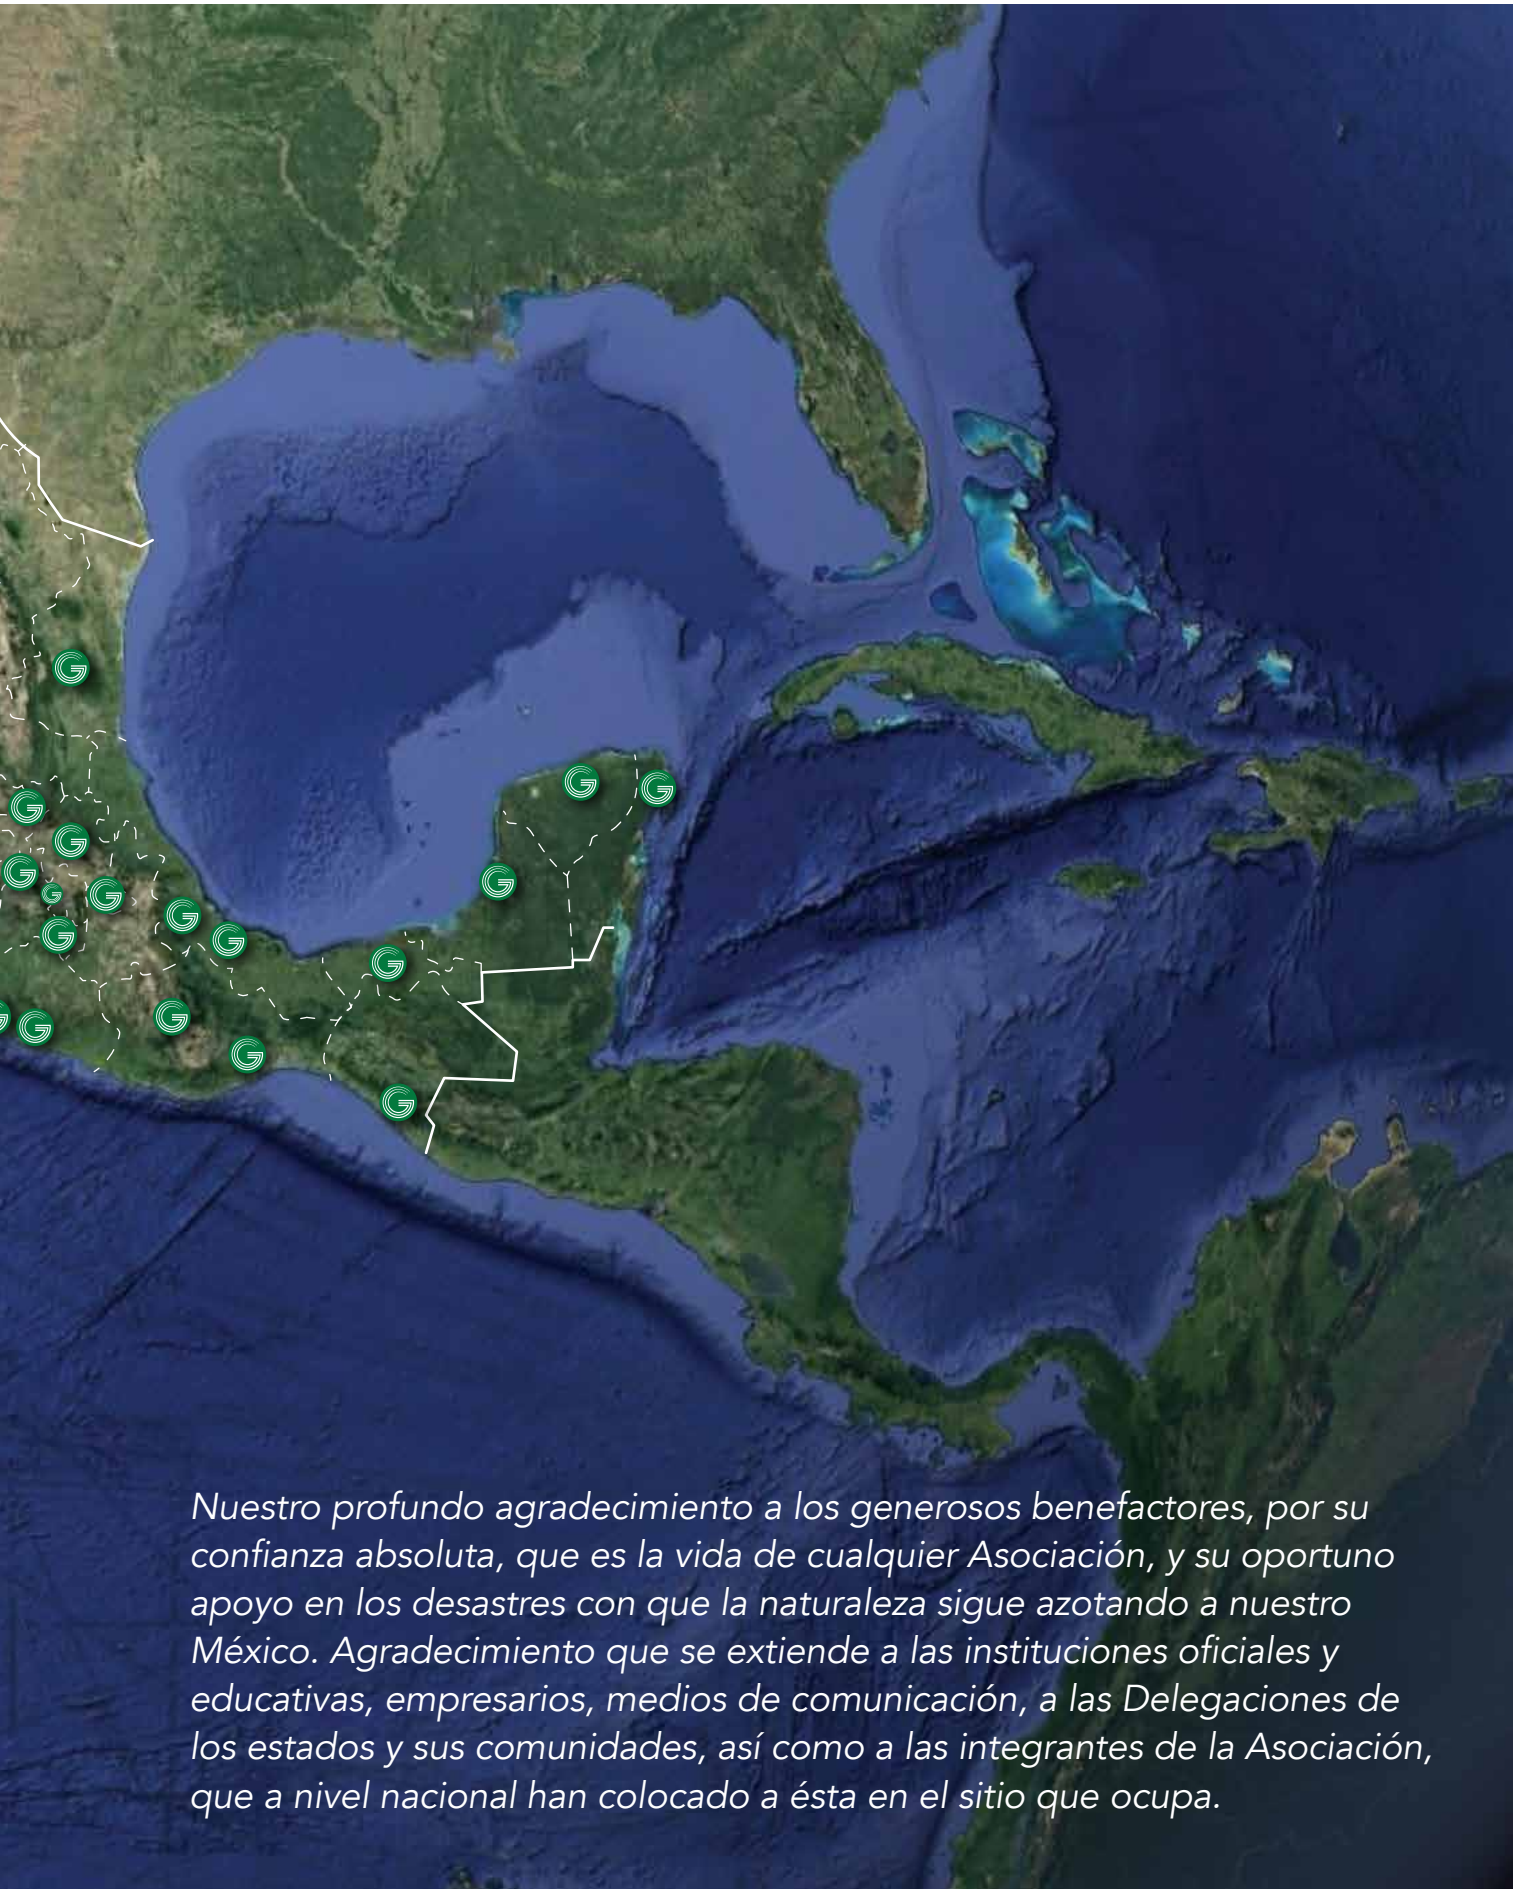 Nuestro profundo agradecimiento a los generosos benefactores, por su
confianza absoluta, que es la vida de cualquier Asociación, y su oportuno
apoyo en los desastres con que la naturaleza sigue azotando a nuestro
México. Agradecimiento que se extiende a las instituciones oficiales y
educativas, empresarios, medios de comunicación, a las Delegaciones de
los estados y sus comunidades, así como a las integrantes de la Asociación,
que a nivel nacional han colocado a ésta en el sitio que ocupa.